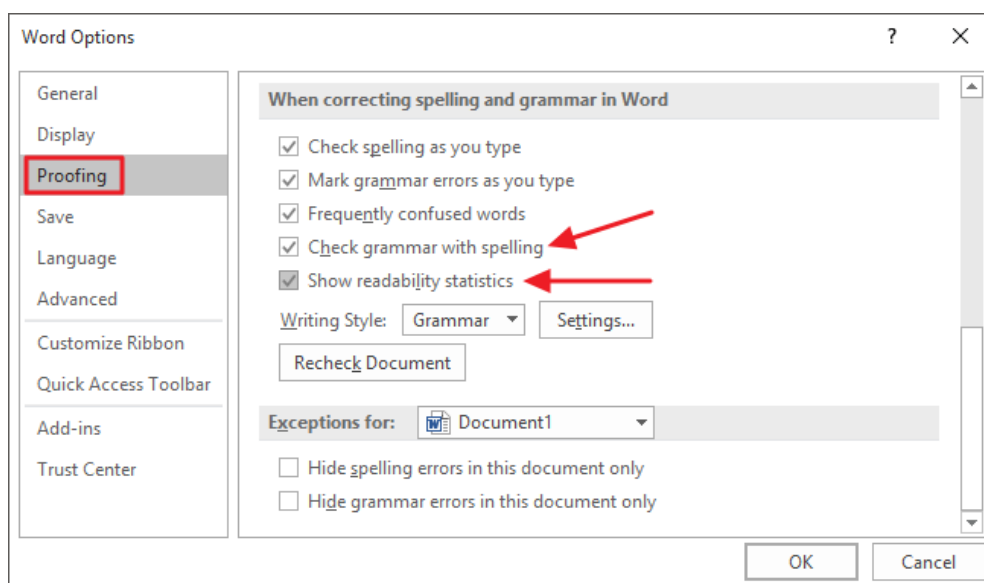 Word Options
?
General
Display
Proofing
Save
Language
Advanced
Customize Ribbon
Quick Access Toolbar
Add-ins
Trust Center
When correcting spelling and grammar in Word
Check spelling as you type
Mark grammar errors as you type
Frequently confused words
Check grammar with spelling
Show readability statistics
Writing Style: Grammar Settings...
Recheck Document
Exceptions for: Document1
Hide spelling errors in this document only
Hide grammar errors in this document only
OK Cancel